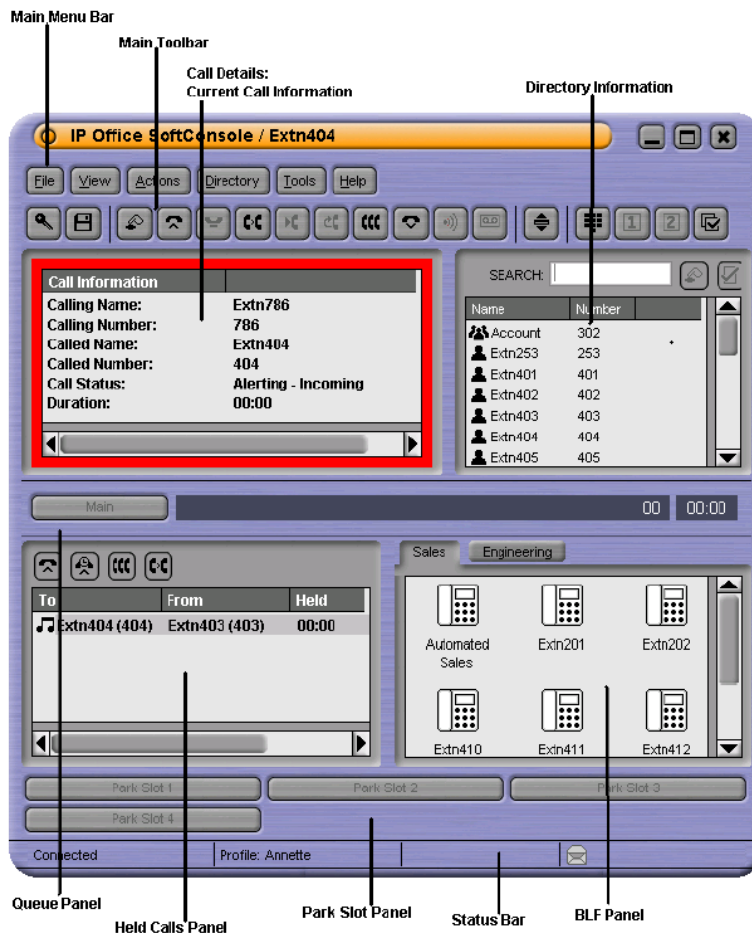 Main Menu Bar
Main Toolbar
Call Details:
Current Call Information
Directory Information
IP Office SoftConsole / Extn404
File View Actions Directory Tools Help
1 2
Call Information
Calling Name: Extn786
Calling Number: 786
Called Name: Extn404
Called Number: 404
Call Status: Alerting - Incoming
Duration: 00:00
SEARCH:
Name Number
Account 302
Extn253 253
Extn401 401
Extn402 402
Extn403 403
Extn404 404
Extn405 405
Main 00 00:00
To From Held
Extn404 (404) Extn403 (403) 00:00
Sales Engineering
Automated
Sales
Extn201
Extn202
Extn410
Extn411
Extn412
Park Slot 1
Park Slot 2
Park Slot 3
Park Slot 4
Connected
Profile: Annette
Queue Panel
Held Calls Panel
Park Slot Panel
Status Bar
BLF Panel